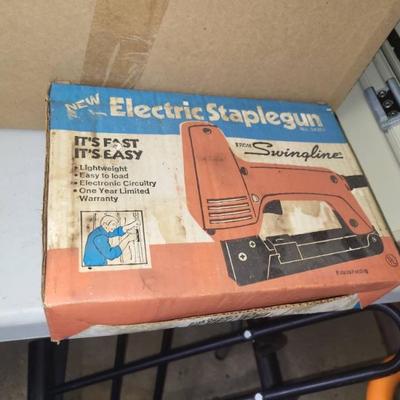 NEW Electric Staplegun
IT'S FAST
IT'S EASY
• Lightweight
• Easy to load
• Electronic Circuitry
• One Year Limited
Warranty
FROM Swingline